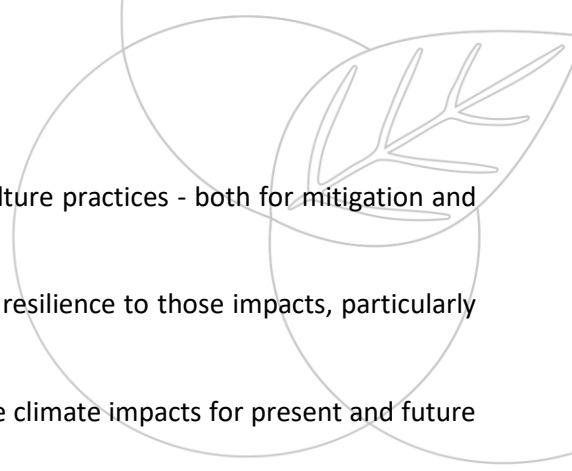 lture practices - both for mitigation and
resilience to those impacts, particularly
e climate impacts for present and future